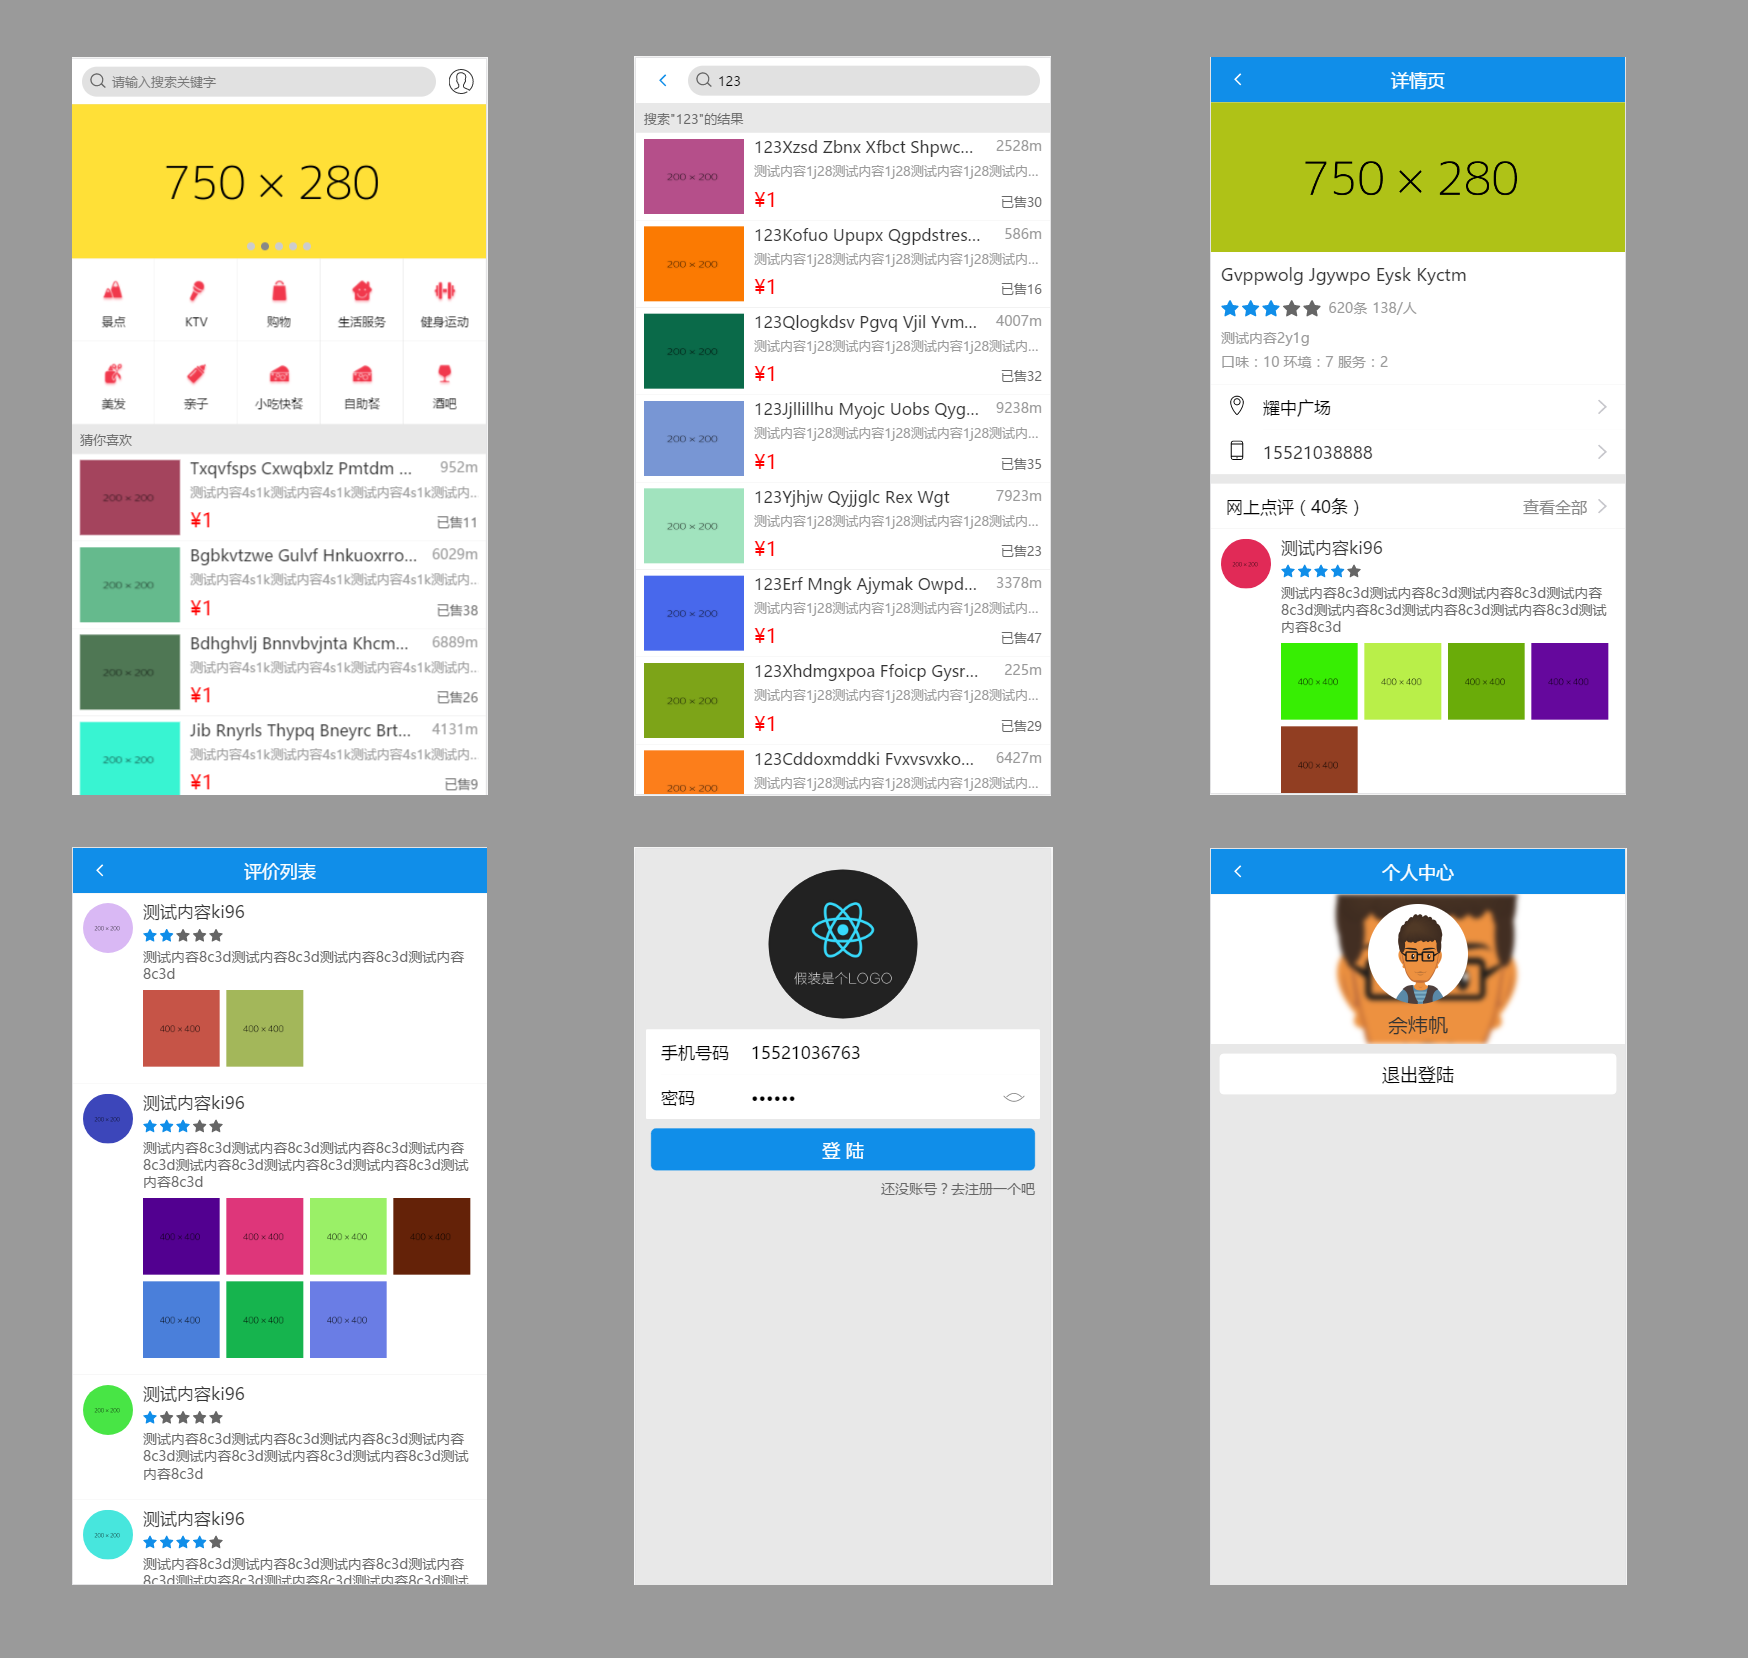 请输入搜索关键字
750 × 280
景点
KTV
购物
生活服务
健身运动
美发
亲子
小吃快餐
自助餐
酒吧
猜你喜欢
200 × 200
Txqvfsps Cxwqbxlz Pmtdm ...
952m
测试内容4s1k测试内容4s1k测试内容4s1k测试内...
¥1
已售11
200 × 200
Bgbkvtzwe Gulvf Hnkuoxrro...
6029m
测试内容4s1k测试内容4s1k测试内容4s1k测试内...
¥1
已售38
200 × 200
Bdhghvlj Bnnvbvjnta Khcm...
6889m
测试内容4s1k测试内容4s1k测试内容4s1k测试内...
¥1
已售26
200 × 200
Jib Rnyrls Thypq Bneyrc Brt...
4131m
测试内容4s1k测试内容4s1k测试内容4s1k测试内...
¥1
已售9
123
搜索"123"的结果
200 × 200
123Xzsd Zbnx Xfbct Shpwc...
2528m
测试内容1j28测试内容1j28测试内容1j28测试内...
¥1
已售30
200 × 200
123Kofuo Upupx Qgpdstres...
586m
测试内容1j28测试内容1j28测试内容1j28测试内...
¥1
已售16
200 × 200
123Qlogkdsv Pgvq Vjil Yvm...
4007m
测试内容1j28测试内容1j28测试内容1j28测试内...
¥1
已售32
200 × 200
123Jjllillhu Myojc Uobs Qyg...
9238m
测试内容1j28测试内容1j28测试内容1j28测试内...
¥1
已售35
200 × 200
123Yjhjw Qyjjglc Rex Wgt
7923m
测试内容1j28测试内容1j28测试内容1j28测试内...
¥1
已售23
200 × 200
123Erf Mngk Ajymak Owpd...
3378m
测试内容1j28测试内容1j28测试内容1j28测试内...
¥1
已售47
200 × 200
123Xhdmgxpoa Ffoicp Gysr...
225m
测试内容1j28测试内容1j28测试内容1j28测试内...
¥1
已售29
200 × 200
123Cddoxmddki Fvxvsvxko...
6427m
测试内容1j28测试内容1j28测试内容1j28测试内...
详情页
750 × 280
Gvppwolg Jgywpo Eysk Kyctm
620条 138/人
测试内容2y1g
口味：10 环境：7 服务：2
耀中广场
15521038888
网上点评（40条）
查看全部
200 × 200
测试内容ki96
测试内容8c3d测试内容8c3d测试内容8c3d测试内容
8c3d测试内容8c3d测试内容8c3d测试内容8c3d测试
内容8c3d
400 × 400
400 × 400
400 × 400
400 × 400
400 × 400
评价列表
200 × 200
测试内容ki96
测试内容8c3d测试内容8c3d测试内容8c3d测试内容
8c3d
400 × 400
400 × 400
200 × 200
测试内容ki96
测试内容8c3d测试内容8c3d测试内容8c3d测试内容
8c3d测试内容8c3d测试内容8c3d测试内容8c3d测试
内容8c3d
400 × 400
400 × 400
400 × 400
400 × 400
400 × 400
400 × 400
400 × 400
200 × 200
测试内容ki96
测试内容8c3d测试内容8c3d测试内容8c3d测试内容
8c3d测试内容8c3d测试内容8c3d测试内容8c3d测试
内容8c3d
200 × 200
测试内容ki96
测试内容8c3d测试内容8c3d测试内容8c3d测试内容
8c3d测试内容8c3d测试内容8c3d测试内容8c3d测试
假装是个LOGO
手机号码
15521036763
密码
••••••
登 陆
还没账号？去注册一个吧
个人中心
佘炜帆
退出登陆